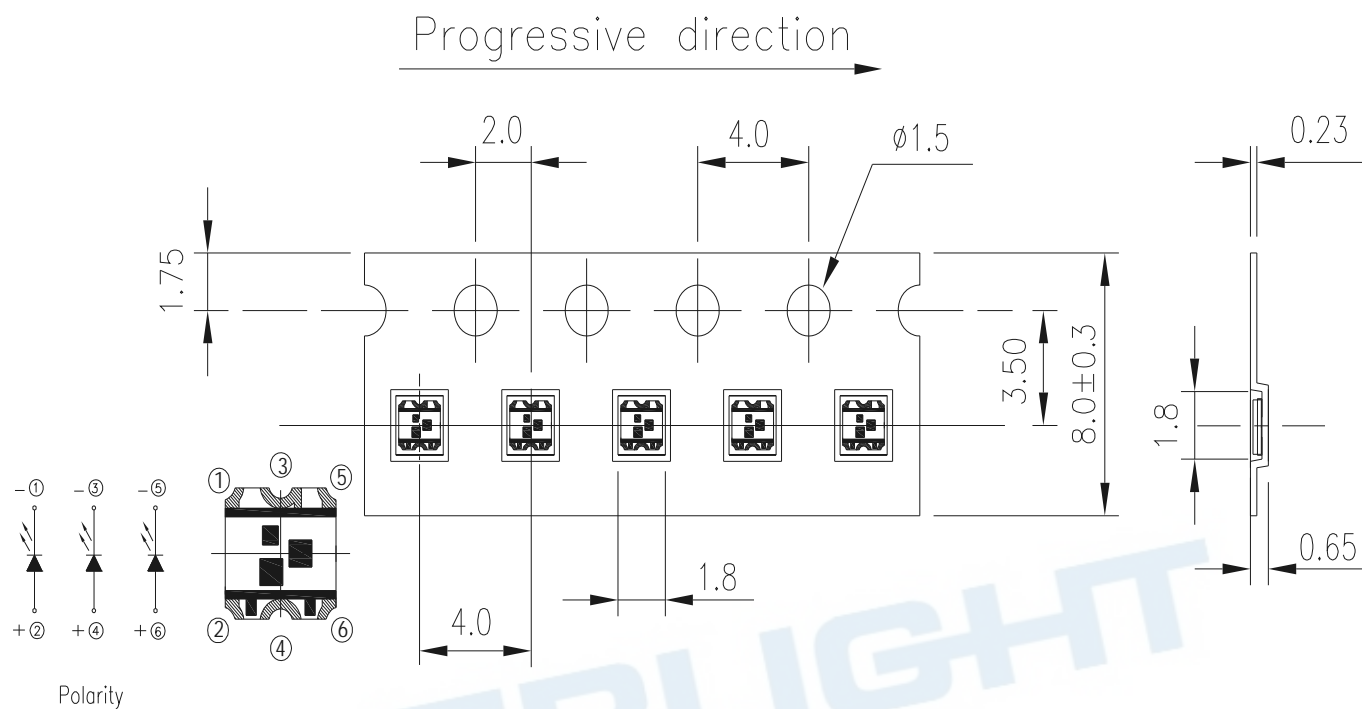 Progressive direction
2.0
4.0
ø1.5
0.23
1.75
3.50
8.0±0.3
1.8
0.65
1.8
4.0
① ③ ⑤
② ④ ⑥
-① -③ -⑤
+② +④ +⑥
Polarity